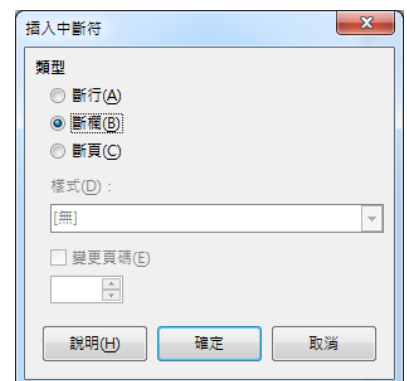 插入中斷符
類型
斷行(A)
斷欄(B)
斷頁(C)
樣式(D)：
[無]
變更頁碼(E)
說明(H) 確定 取消